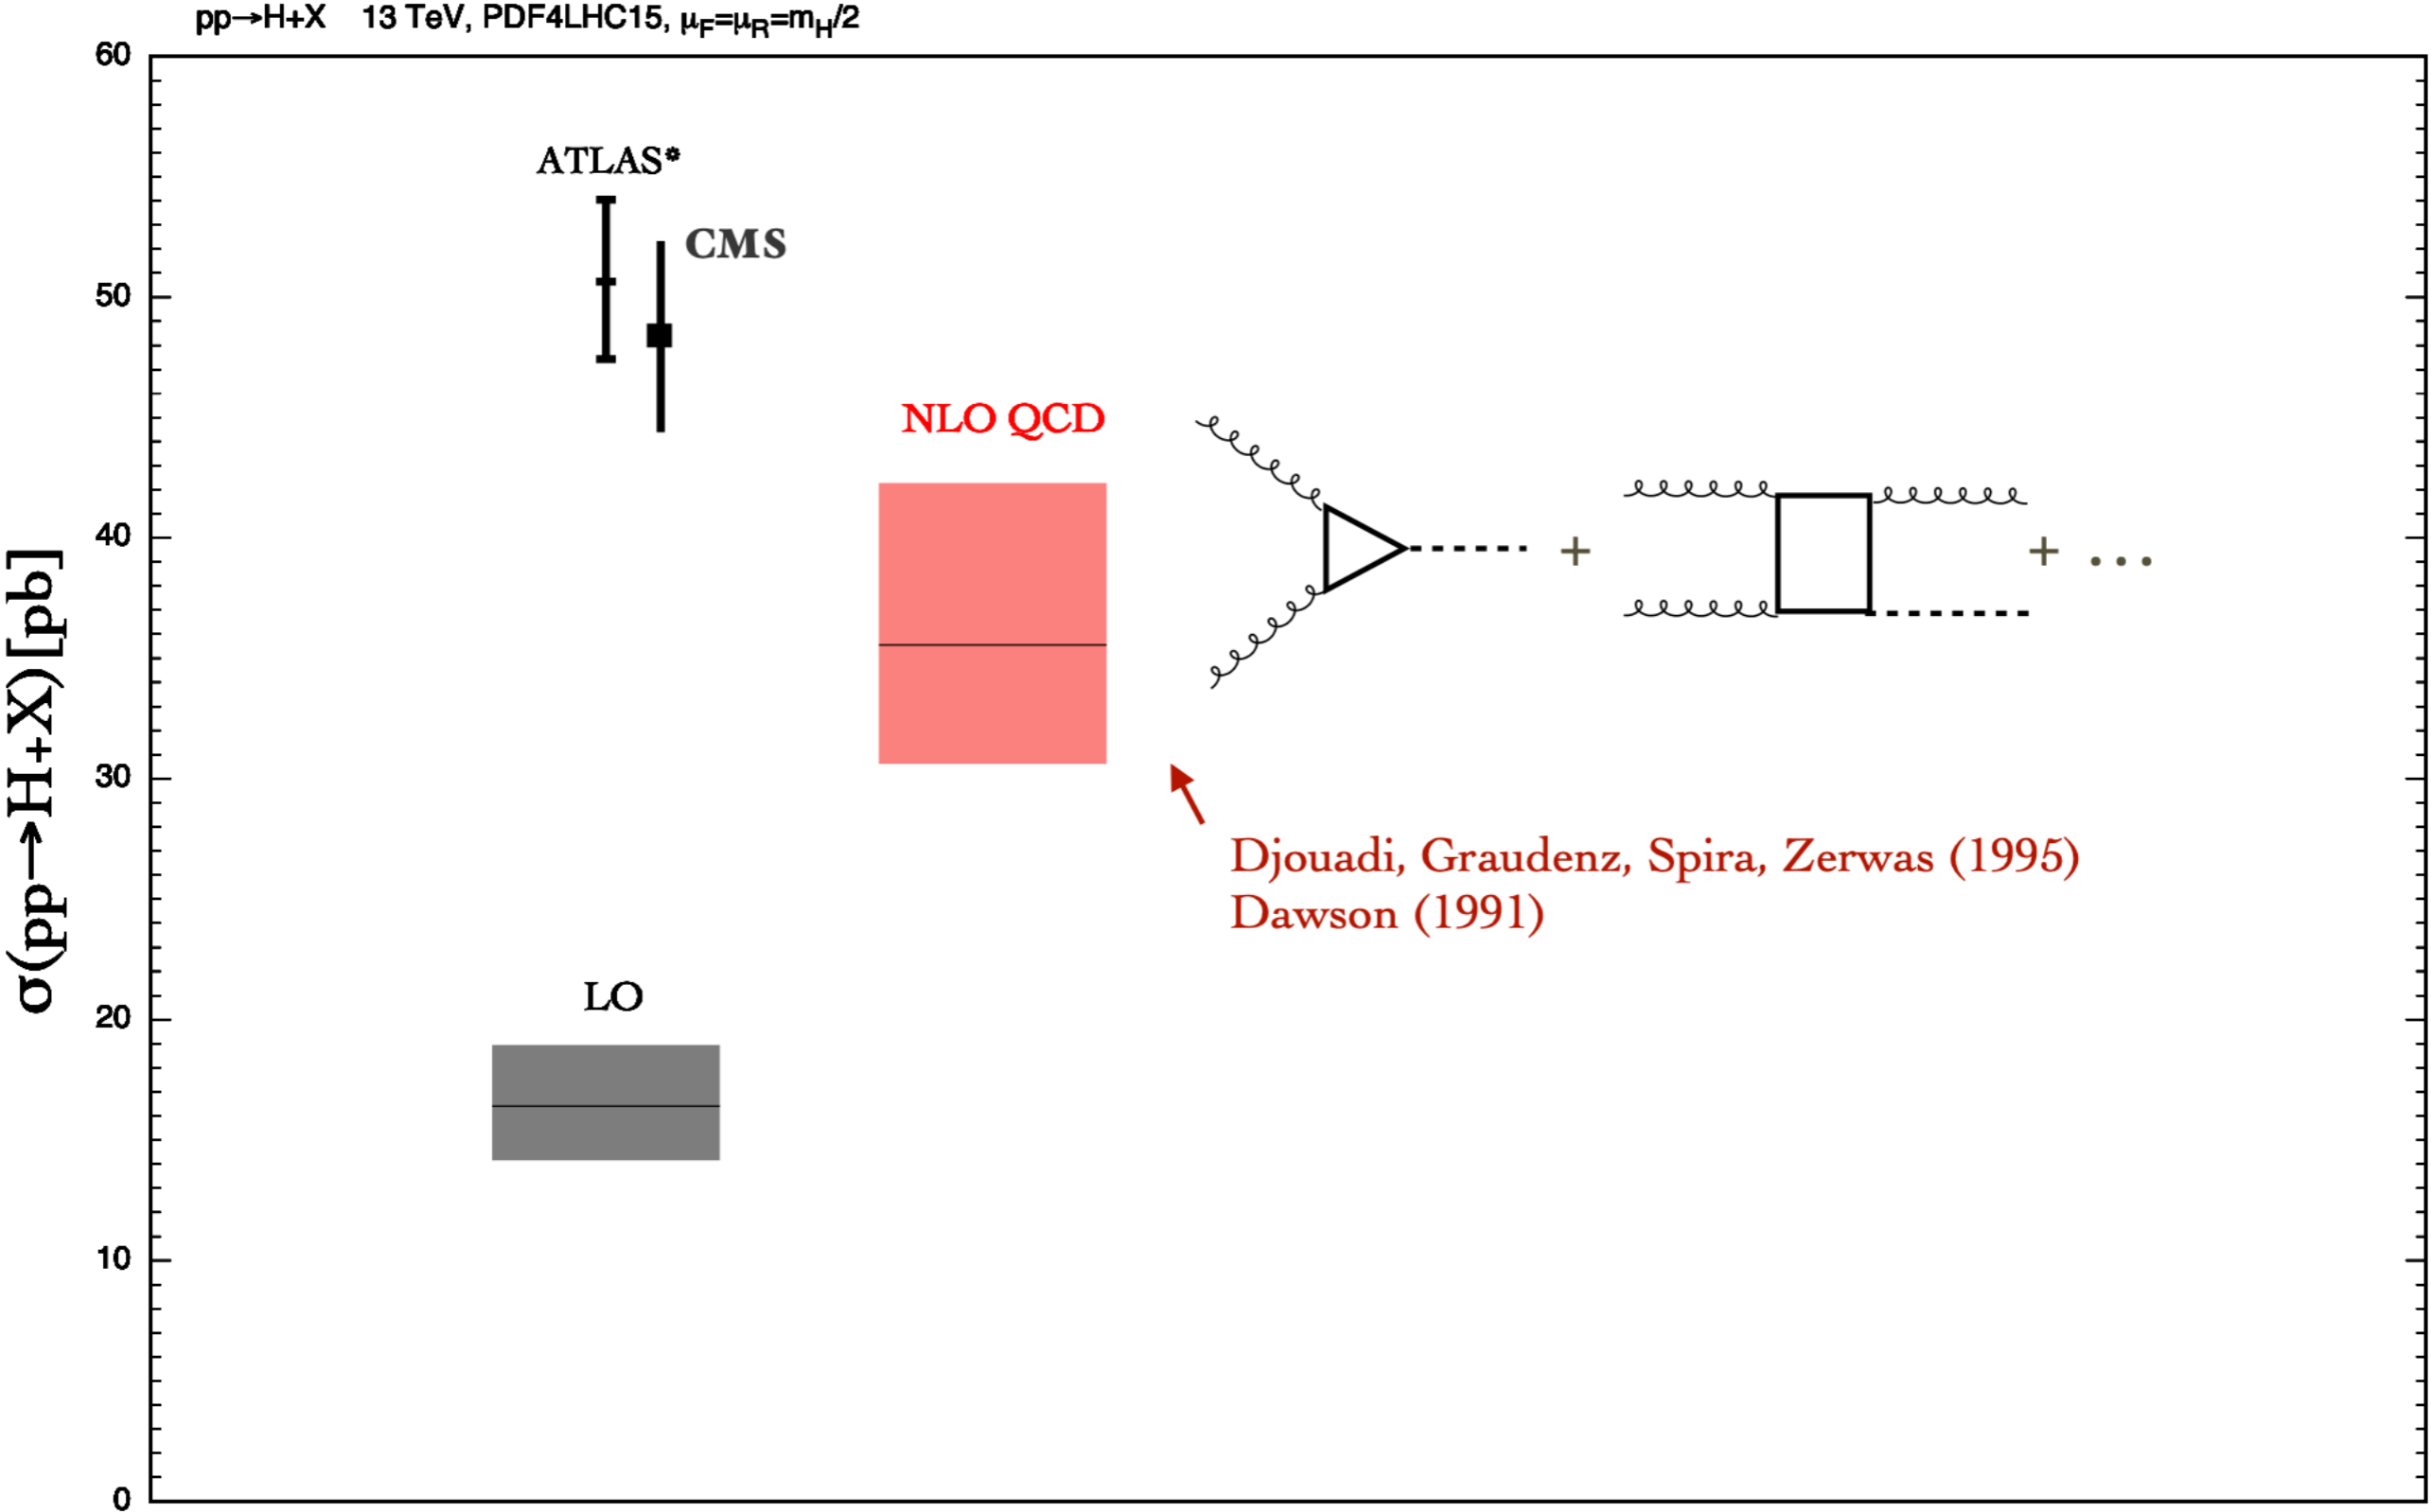 pp→H+X 13 TeV, PDF4LHC15, μF=μR=mH/2
60
50
40
30
20
10
0
σ(pp→H+X)[pb]
ATLAS*
CMS
NLO QCD
+
+ ...
Djouadi, Graudenz, Spira, Zerwas (1995)
Dawson (1991)
LO